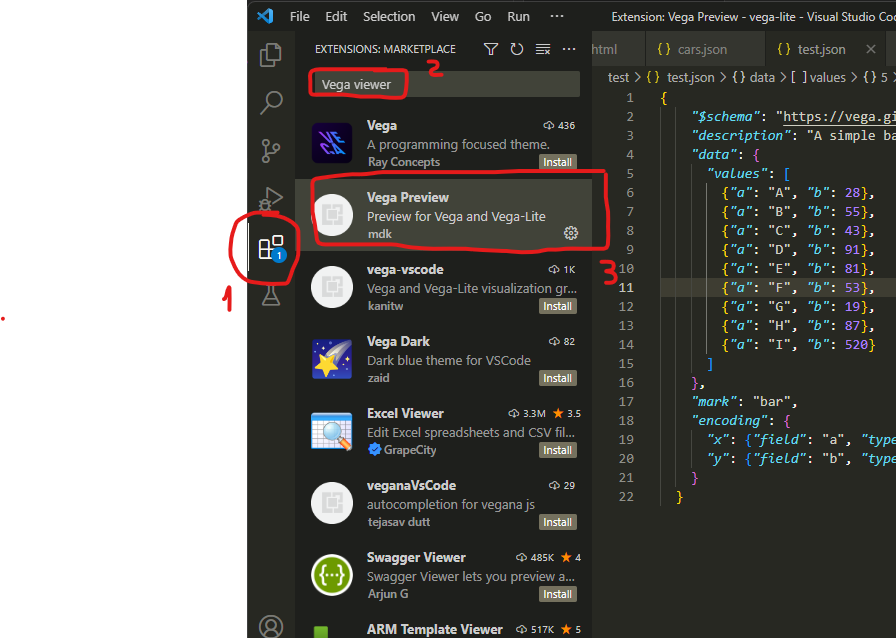 File Edit Selection View Go Run ··· Extension: Vega Preview - vega-lite - Visual Studio Co
EXTENSIONS: MARKETPLACE ···
2
Vega viewer
Vega 436
A programming focused theme.
Ray Concepts Install
Vega Preview
Preview for Vega and Vega-Lite
mdk
3
1
1
vega-vscode 1K
Vega and Vega-Lite visualization gr...
kanitw Install
Vega Dark 82
Dark blue theme for VSCode
zaid Install
Excel Viewer 3.3M 3.5
Edit Excel spreadsheets and CSV fil...
GrapeCity Install
veganaVsCode 29
autocompletion for vegana js
tejasav dutt Install
Swagger Viewer 485K 4
Swagger Viewer lets you preview a...
Arjun G Install
ARM Template Viewer 517K 5
html {} cars.json {} test.json ×
test > {} test.json > {} data > [ ] values > {} 5 >
1 {
2 "$schema": "https://vega.gi
3 "description": "A simple ba
4 "data": {
5 "values": [
6 {"a": "A", "b": 28},
7 {"a": "B", "b": 55},
8 {"a": "C", "b": 43},
9 {"a": "D", "b": 91},
10 {"a": "E", "b": 81},
11 {"a": "F", "b": 53},
12 {"a": "G", "b": 19},
13 {"a": "H", "b": 87},
14 {"a": "I", "b": 520}
15 ]
16 },
17 "mark": "bar",
18 "encoding": {
19 "x": {"field": "a", "type
20 "y": {"field": "b", "type
21 }
22 }